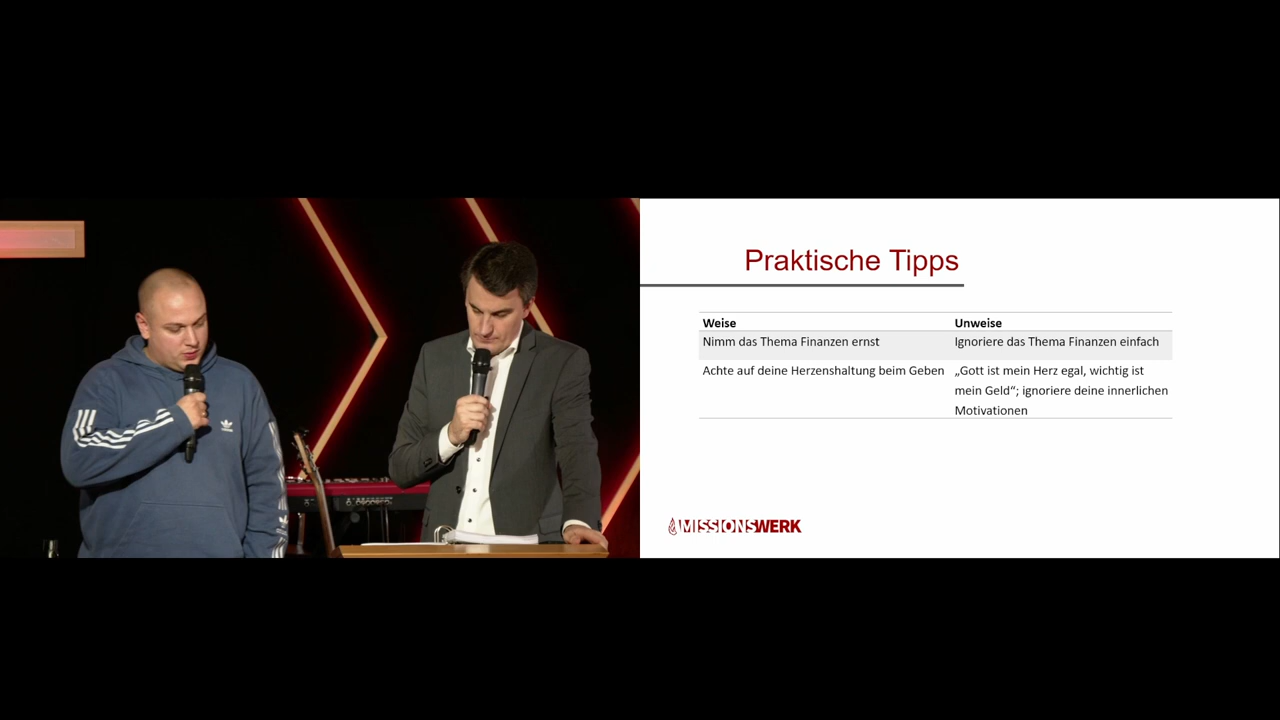 Praktische Tipps
Weise Unweise
Nimm das Thema Finanzen ernst Ignoriere das Thema Finanzen einfach
Achte auf deine Herzenshaltung beim Geben „Gott ist mein Herz egal, wichtig ist
mein Geld“; ignoriere deine innerlichen
Motivationen
MISSIONSWERK